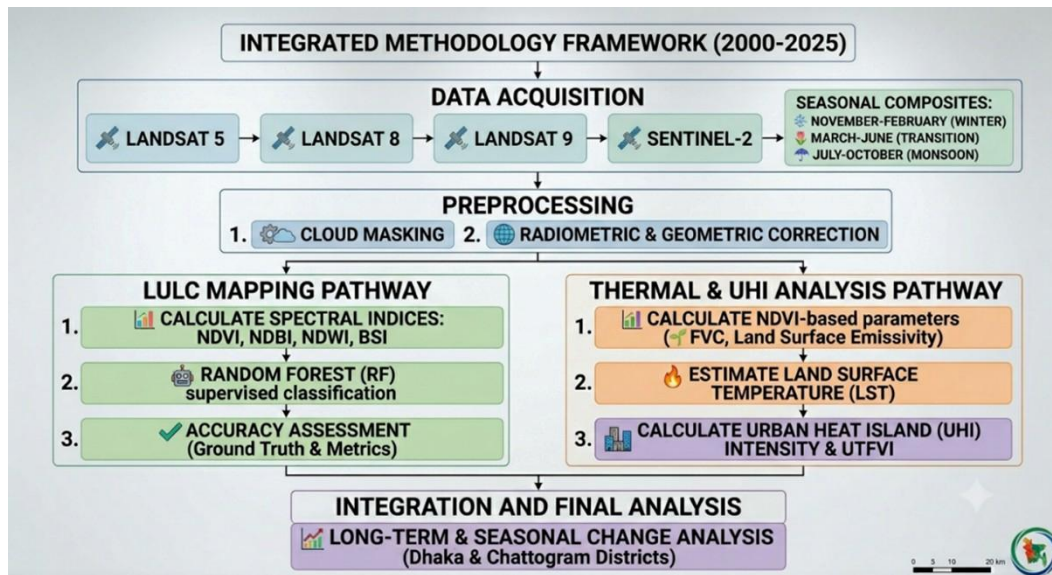 INTEGRATED METHODOLOGY FRAMEWORK (2000-2025)
DATA ACQUISITION
LANDSAT 5
LANDSAT 8
LANDSAT 9
SENTINEL-2
SEASONAL COMPOSITES:
NOVEMBER-FEBRUARY (WINTER)
MARCH-JUNE (TRANSITION)
JULY-OCTOBER (MONSOON)
PREPROCESSING
1. CLOUD MASKING
2. RADIOMETRIC & GEOMETRIC CORRECTION
LULC MAPPING PATHWAY
1. CALCULATE SPECTRAL INDICES:
NDVI, NDBI, NDWI, BSI
2. RANDOM FOREST (RF)
supervised classification
3. ACCURACY ASSESSMENT
(Ground Truth & Metrics)
THERMAL & UHI ANALYSIS PATHWAY
1. CALCULATE NDVI-based parameters
(FVC, Land Surface Emissivity)
2. ESTIMATE LAND SURFACE
TEMPERATURE (LST)
3. CALCULATE URBAN HEAT ISLAND (UHI)
INTENSITY & UTFVI
INTEGRATION AND FINAL ANALYSIS
LONG-TERM & SEASONAL CHANGE ANALYSIS
(Dhaka & Chattogram Districts)
0 5 10 20 km